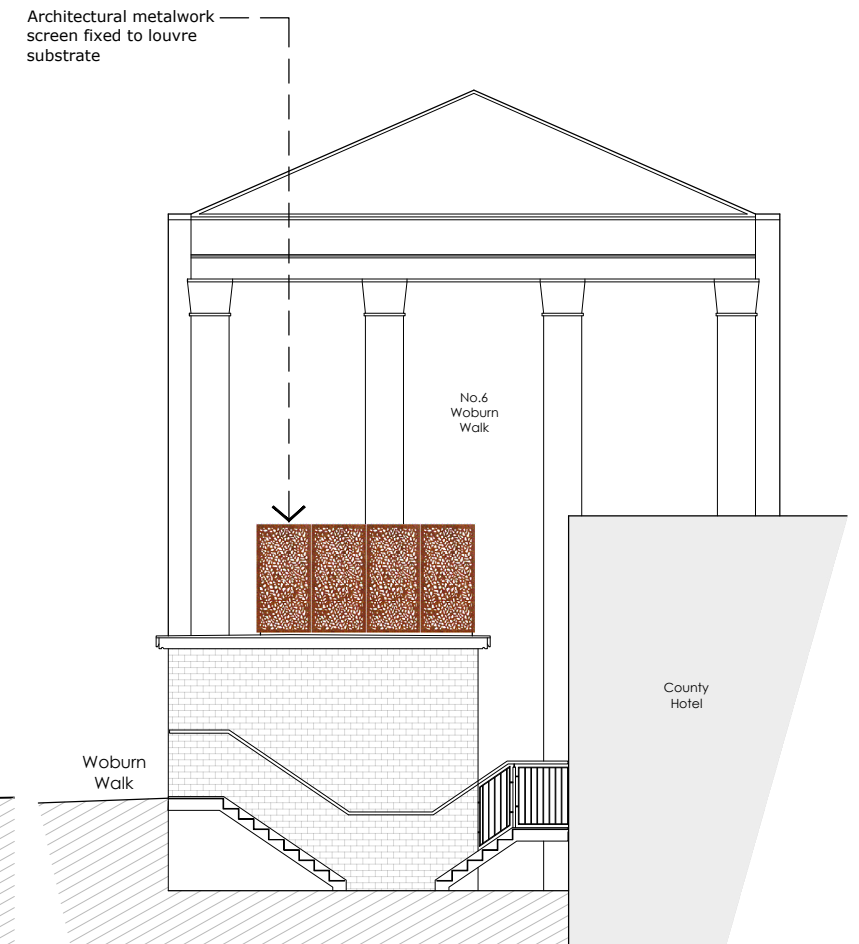 Architectural metalwork
screen fixed to louvre
substrate
No.6
Woburn
Walk
County
Hotel
Woburn
Walk